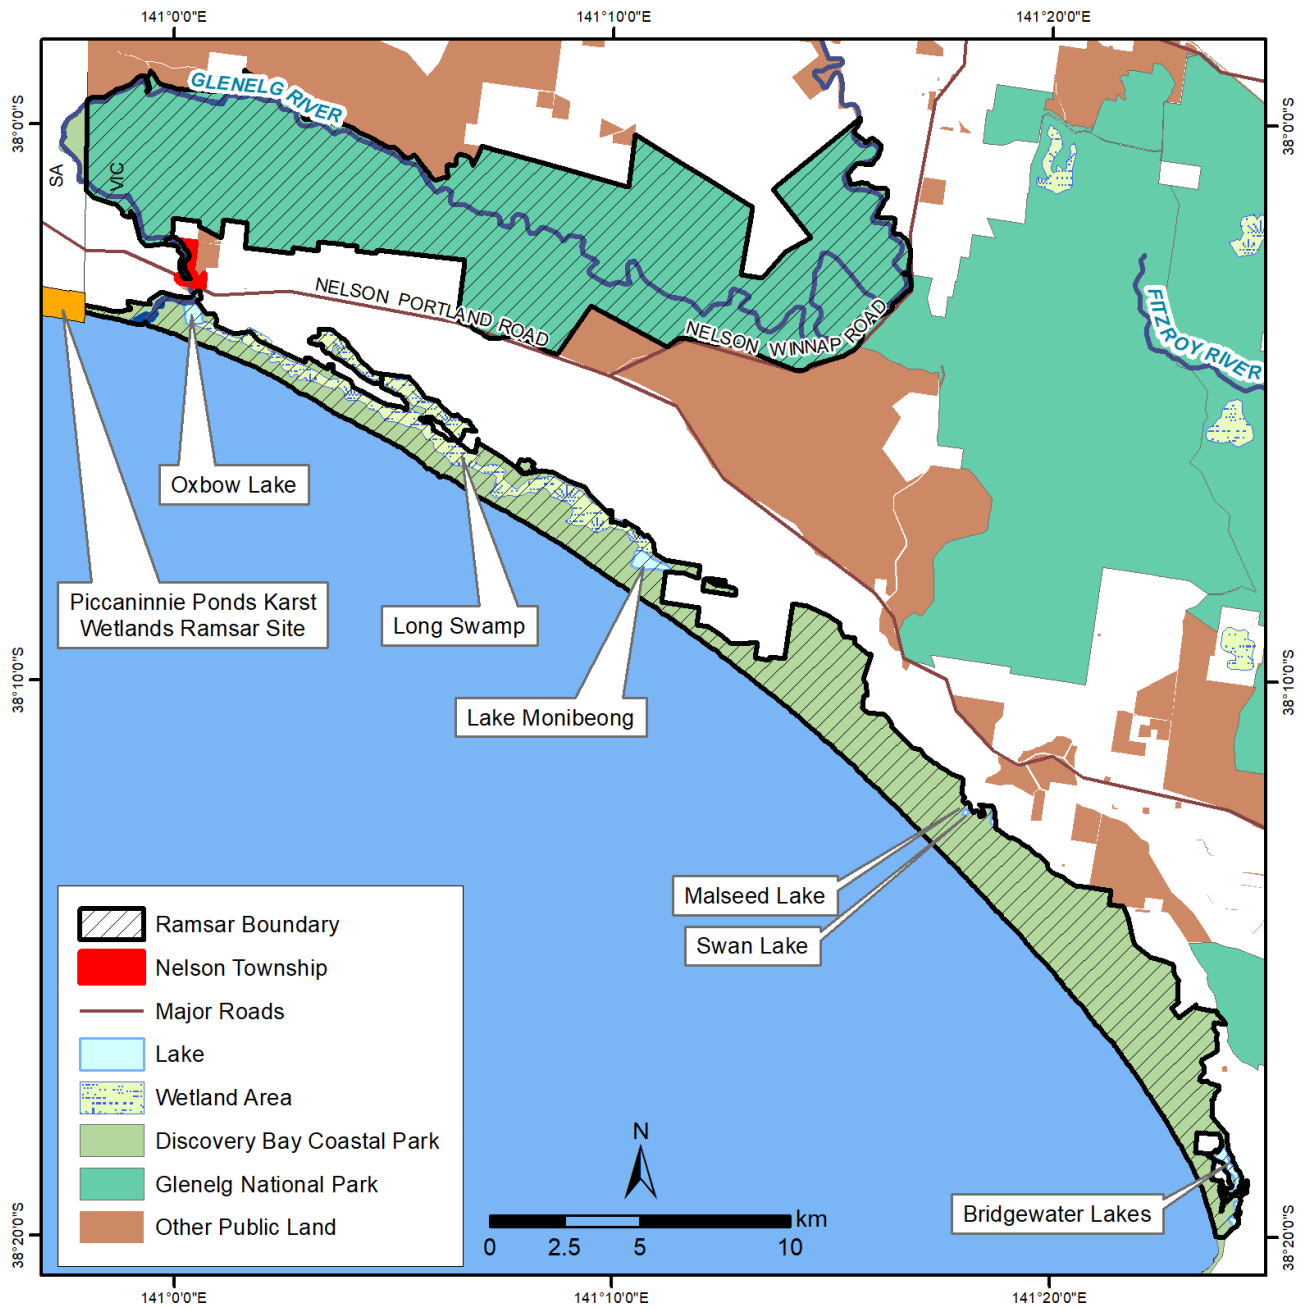 141°0'0"E
141°10'0"E
141°20'0"E
38°0'0"S
38°0'0"S
GLENELG RIVER
SA
VIC
NELSON PORTLAND ROAD
NELSON WINNAP ROAD
FITZROY RIVER
Oxbow Lake
Piccaninnie Ponds Karst
Wetlands Ramsar Site
Long Swamp
Lake Monibeong
38°10'0"S
38°10'0"S
Malseed Lake
Swan Lake
Bridgewater Lakes
Ramsar Boundary
Nelson Township
Major Roads
Lake
Wetland Area
Discovery Bay Coastal Park
Glenelg National Park
Other Public Land
N
km
0 2.5 5 10
38°20'0"S
38°20'0"S
141°0'0"E
141°10'0"E
141°20'0"E